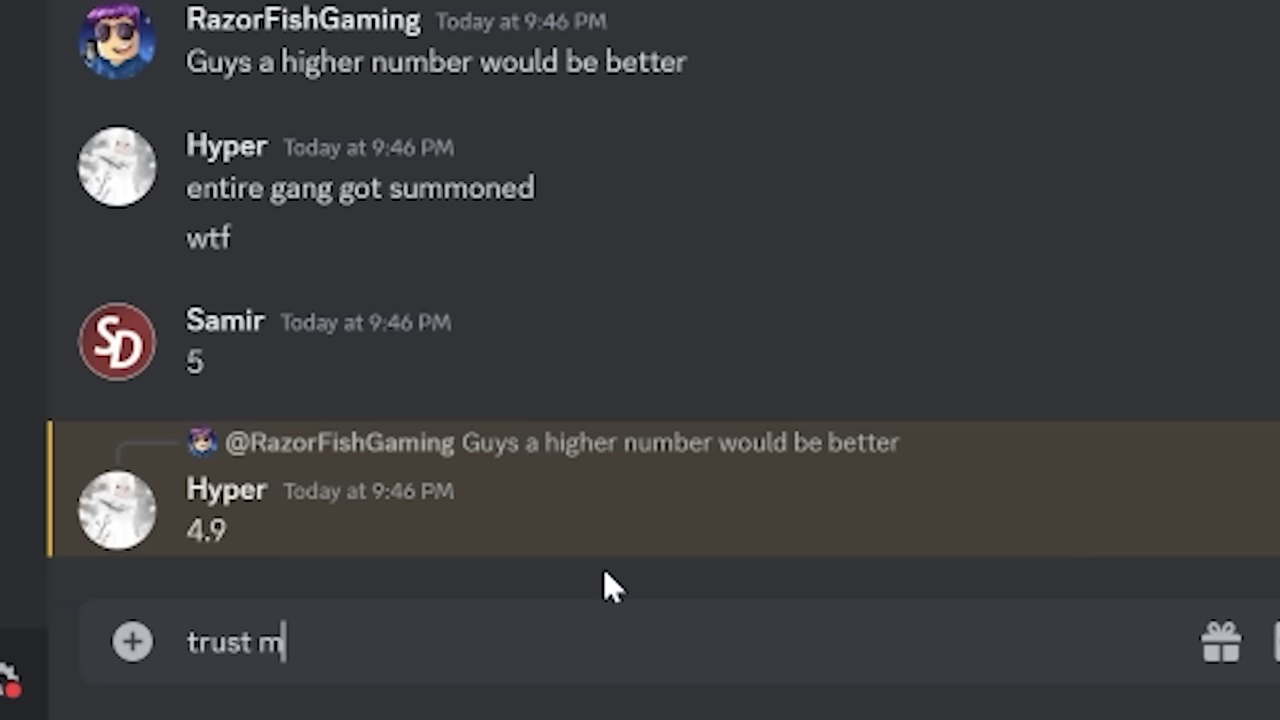 RazorFishGaming Today at 9:46 PM
Guys a higher number would be better
Hyper Today at 9:46 PM
entire gang got summoned
wtf
SD
Samir Today at 9:46 PM
5
@RazorFishGaming Guys a higher number would be better
Hyper Today at 9:46 PM
4.9
trust m